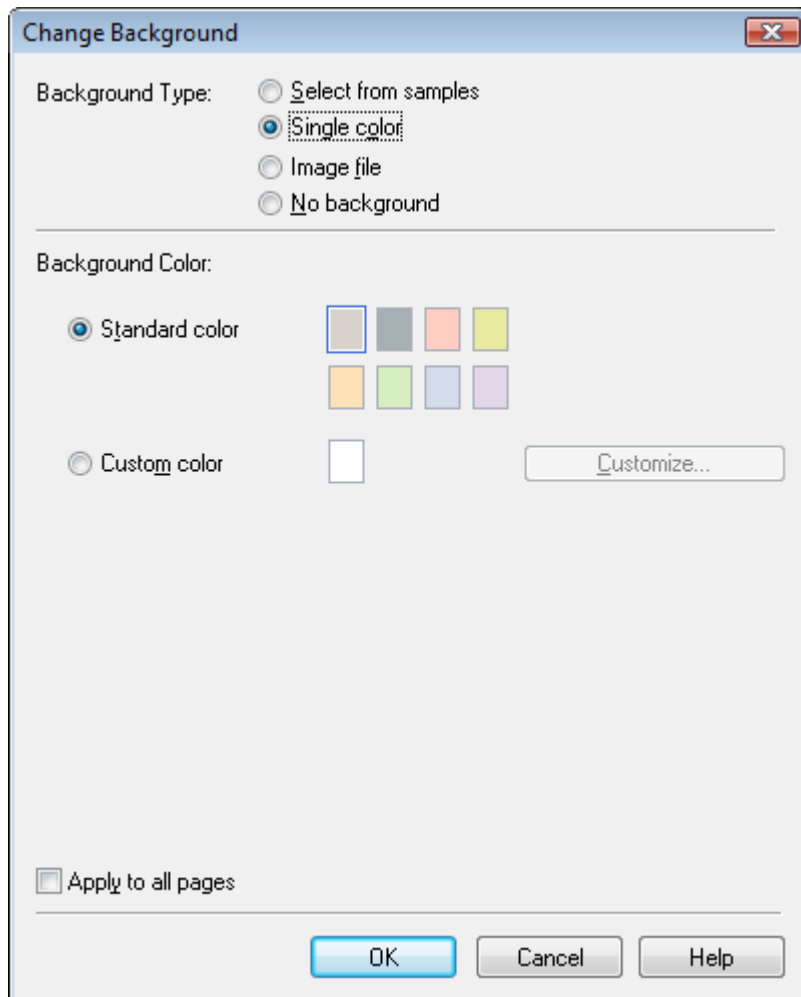 Change Background
Background Type:
Select from samples
Single color
Image file
No background
Background Color:
Standard color
Custom color
Customize...
Apply to all pages
OK
Cancel
Help